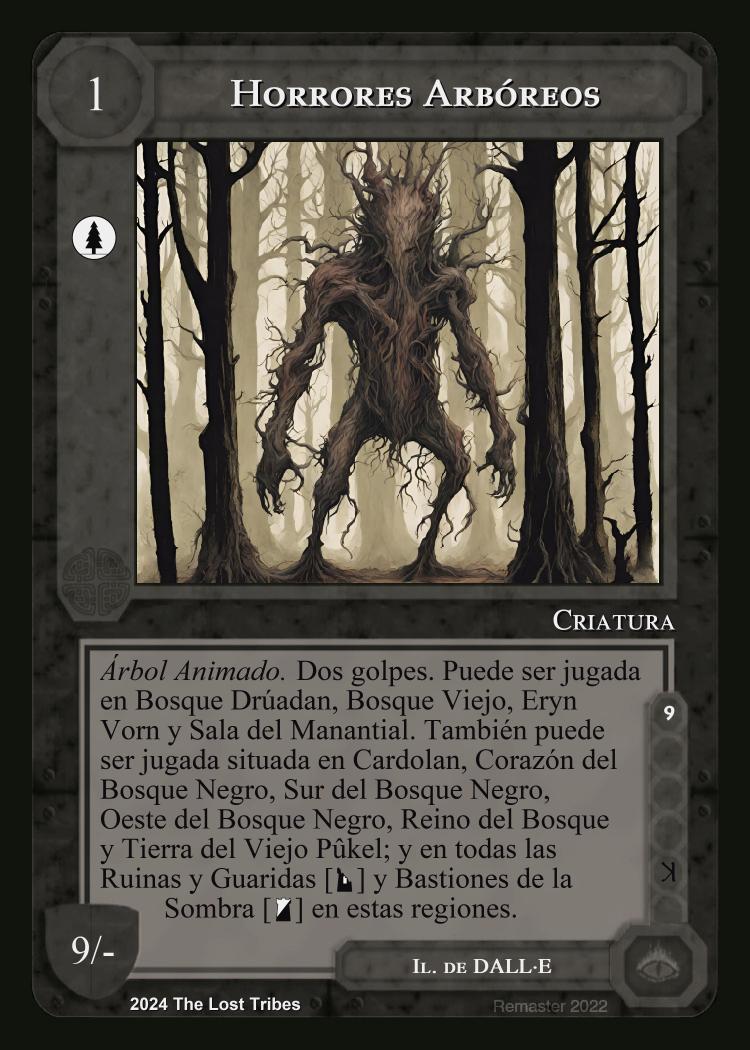 1
Horrores Arbóreos
Criatura
Árbol Animado. Dos golpes. Puede ser jugada
en Bosque Drúadan, Bosque Viejo, Eryn
Vorn y Sala del Manantial. También puede
ser jugada situada en Cardolan, Corazón del
Bosque Negro, Sur del Bosque Negro,
Oeste del Bosque Negro, Reino del Bosque
y Tierra del Viejo Pûkel; y en todas las
Ruinas y Guaridas [ ] y Bastiones de la
Sombra [ ] en estas regiones.
9
9/-
Il. de DALL·E
2024 The Lost Tribes
Remaster 2022